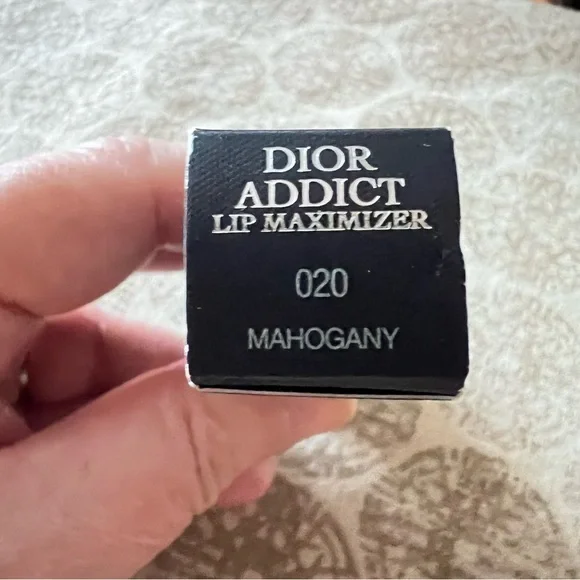 DIOR
ADDICT
LIP MAXIMIZER
020
MAHOGANY